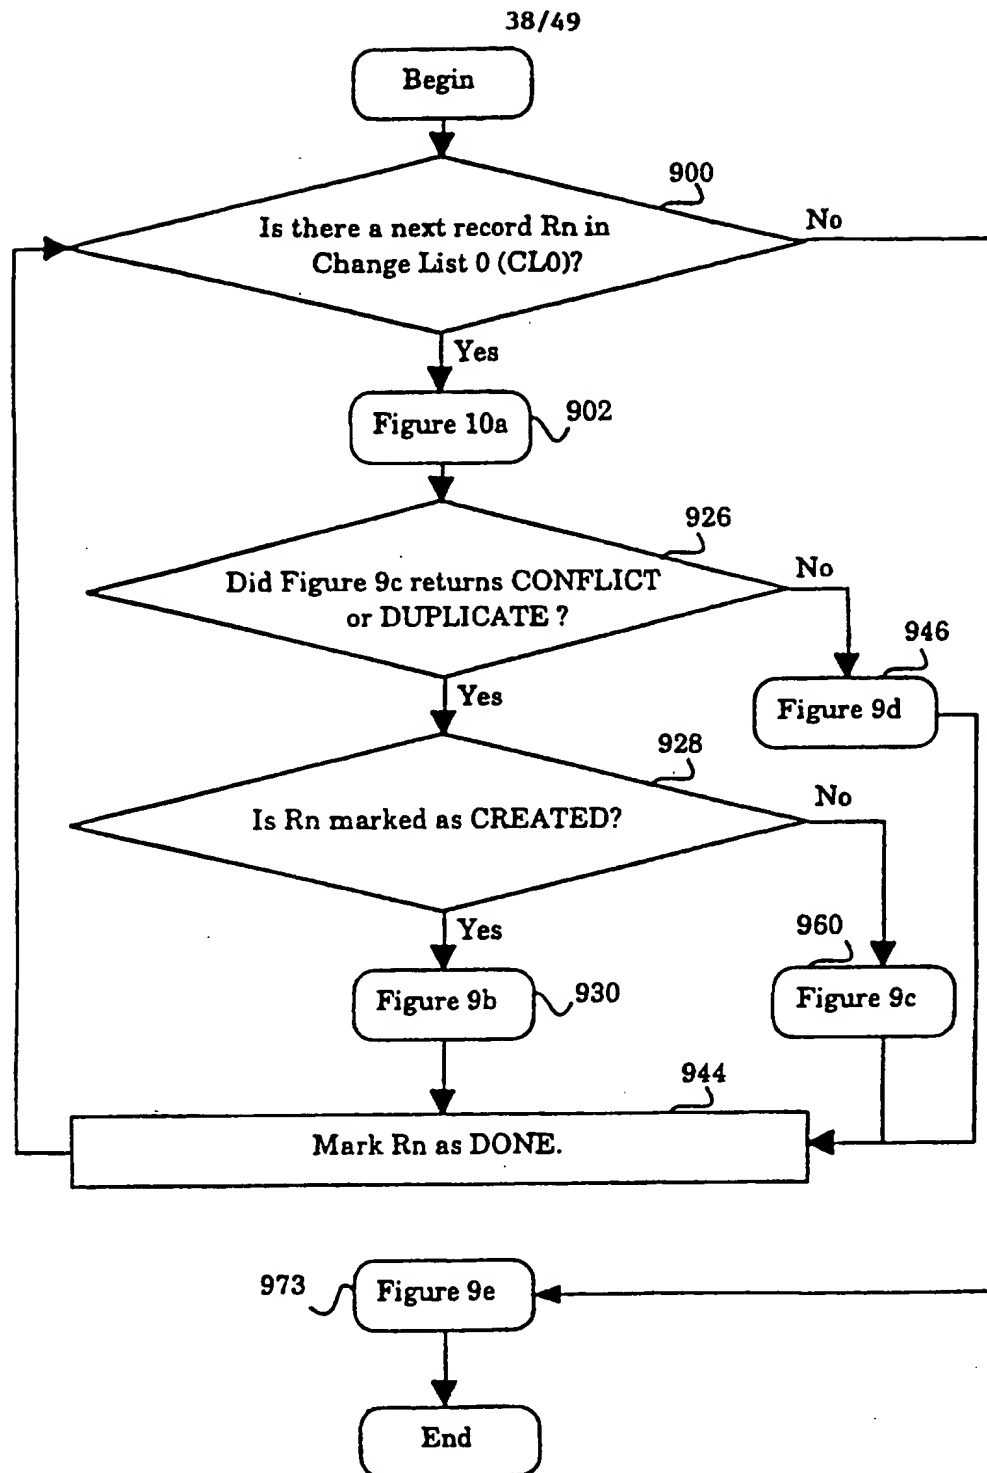 38/49
Begin
900
Is there a next record Rn in
Change List 0 (CL0)?
No
Yes
Figure 10a
902
926
Did Figure 9c returns CONFLICT
or DUPLICATE ?
No
946
Figure 9d
Yes
928
Is Rn marked as CREATED?
No
Yes
960
Figure 9b
930
Figure 9c
944
Mark Rn as DONE.
973
Figure 9e
End